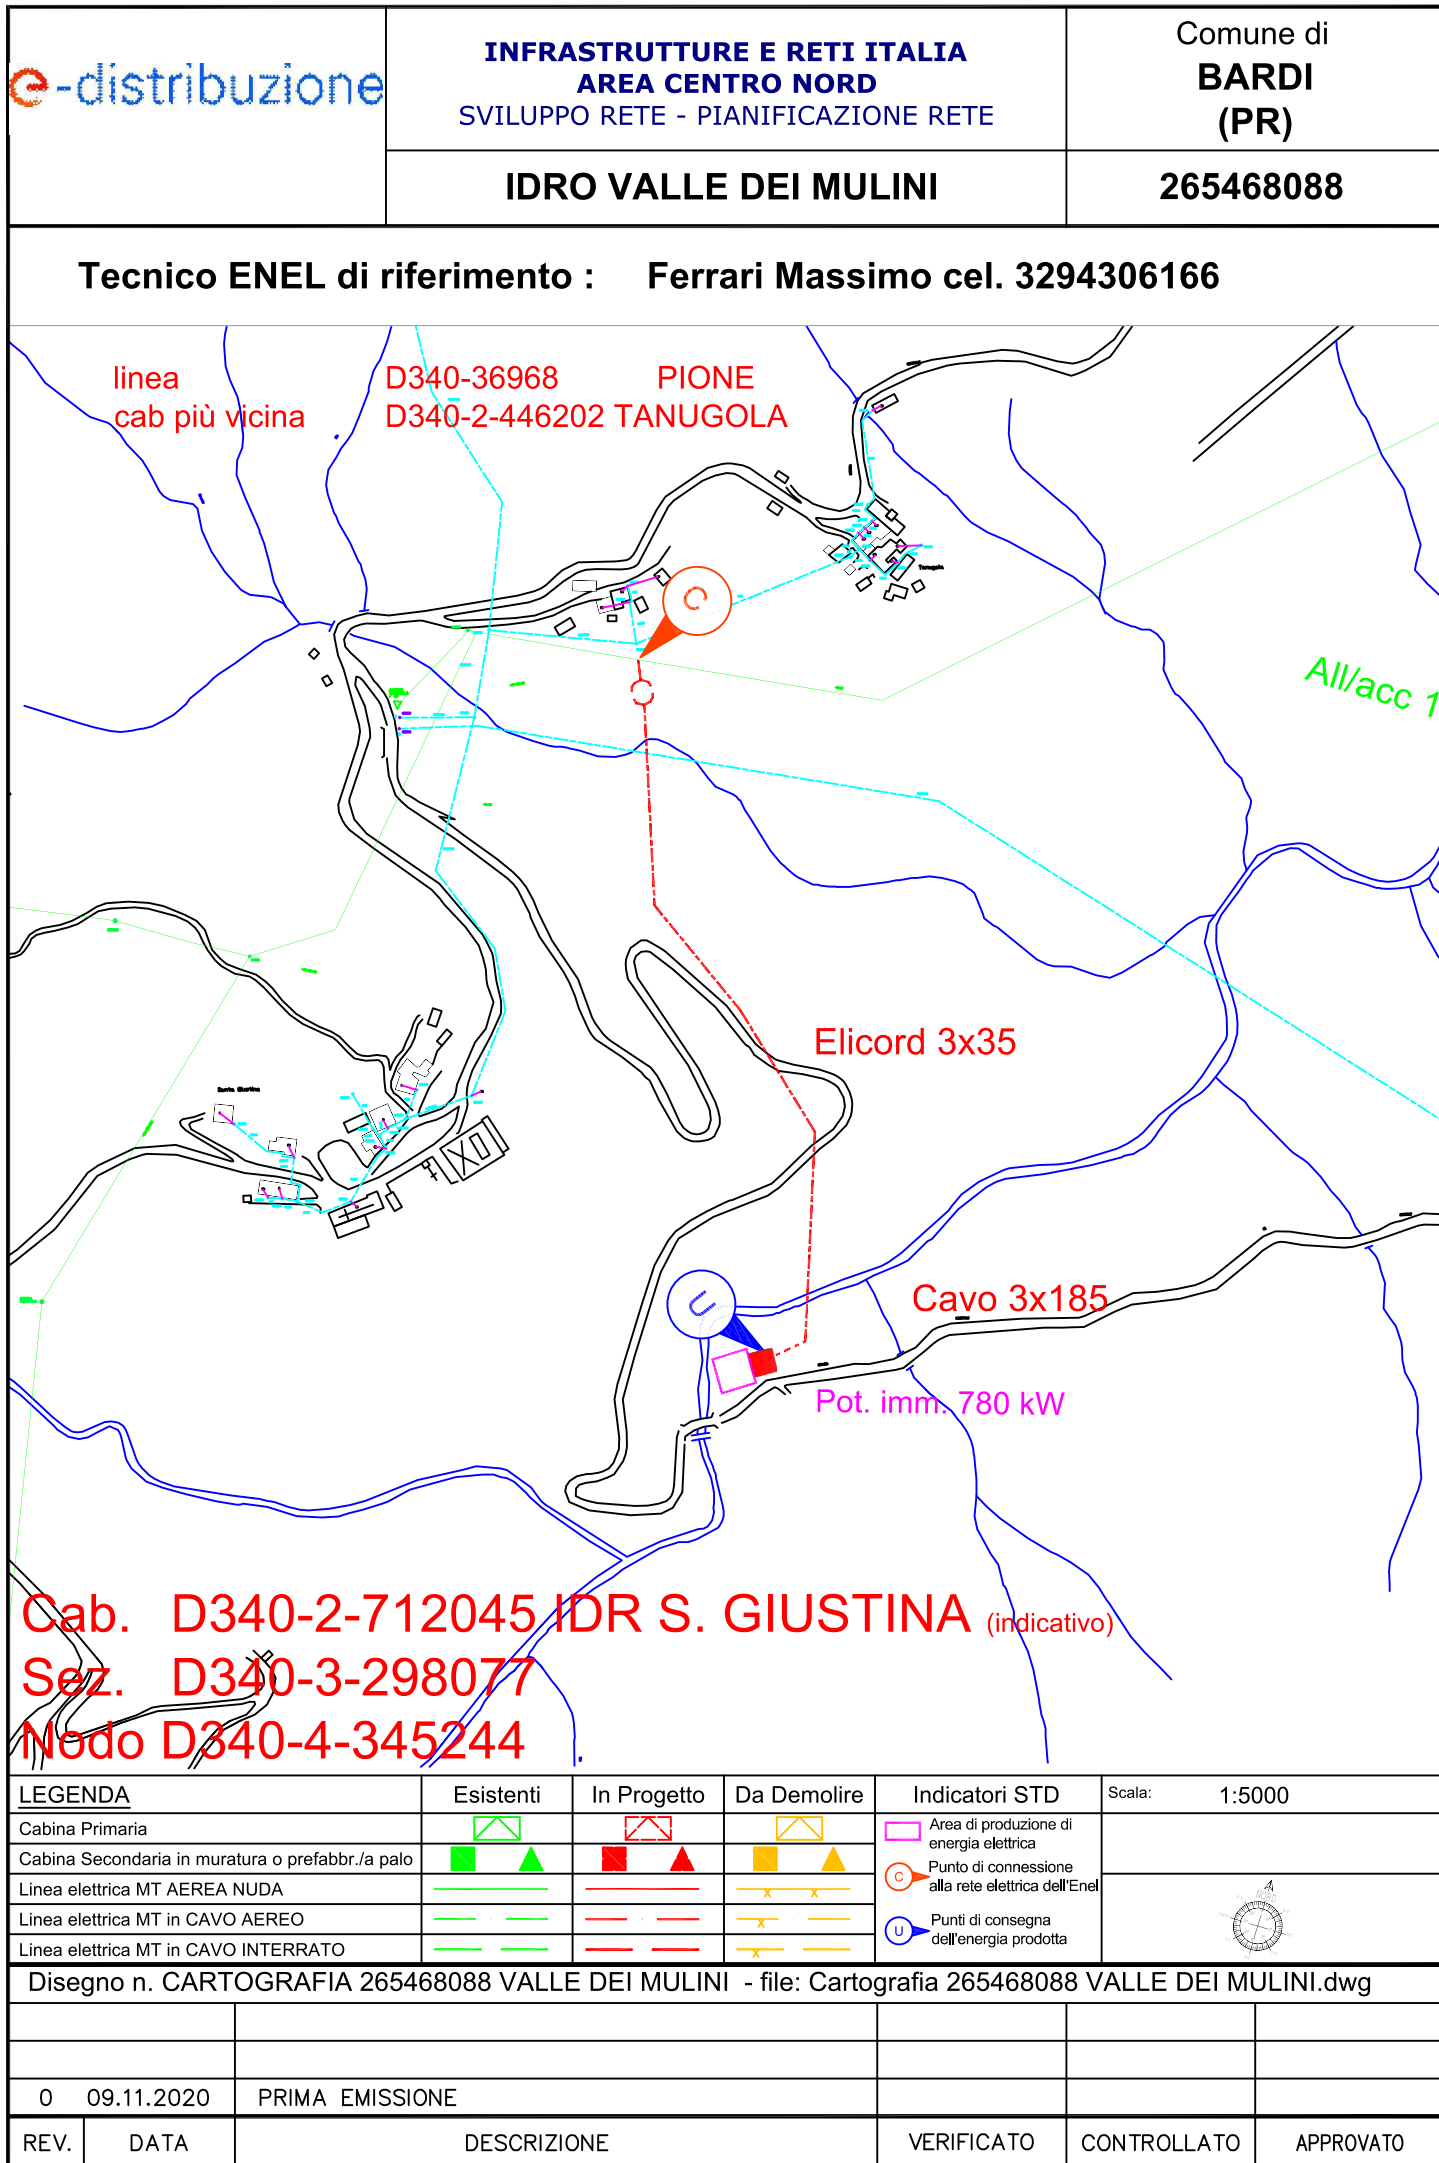 e-distribuzione
INFRASTRUTTURE E RETI ITALIA
AREA CENTRO NORD
SVILUPPO RETE - PIANIFICAZIONE RETE
Comune di
BARDI
(PR)
IDRO VALLE DEI MULINI
265468088
Tecnico ENEL di riferimento : Ferrari Massimo cel. 3294306166
linea D340-36968 PIONE
cab più vicina D340-2-446202 TANUGOLA
Tanugola
C
All/acc 1
Elicord 3x35
Santa Giustina
U
Cavo 3x185
Pot. imm. 780 kW
Cab. D340-2-712045 IDR S. GIUSTINA (indicativo)
Sez. D340-3-298077
Nodo D340-4-345244
LEGENDA Esistenti In Progetto Da Demolire Indicatori STD Scala: 1:5000
Cabina Primaria
Cabina Secondaria in muratura o prefabbr./a palo
Linea elettrica MT AEREA NUDA
Linea elettrica MT in CAVO AEREO
Linea elettrica MT in CAVO INTERRATO
Area di produzione di
energia elettrica
C Punto di connessione
alla rete elettrica dell'Enel
U Punti di consegna
dell'energia prodotta
NORD
Disegno n. CARTOGRAFIA 265468088 VALLE DEI MULINI - file: Cartografia 265468088 VALLE DEI MULINI.dwg
0 09.11.2020 PRIMA EMISSIONE
REV. DATA DESCRIZIONE VERIFICATO CONTROLLATO APPROVATO